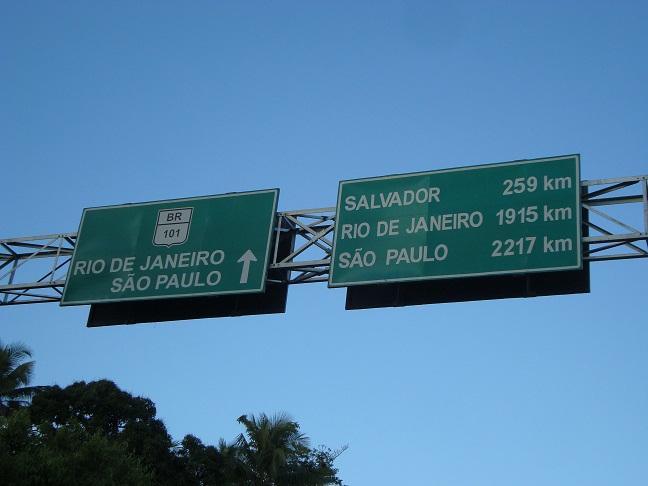 BR
101
RIO DE JANEIRO
SÃO PAULO
SALVADOR 259 km
RIO DE JANEIRO 1915 km
SÃO PAULO 2217 km